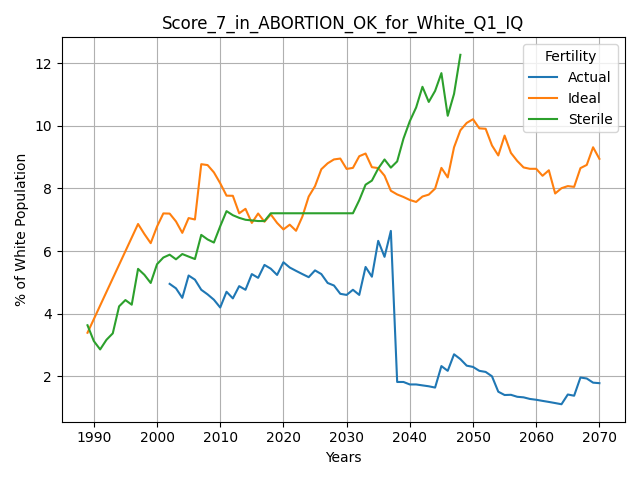 Score_7_in_ABORTION_OK_for_White_Q1_IQ
Fertility
Actual
Ideal
Sterile
% of White Population
12
10
8
6
4
2
1990 2000 2010 2020 2030 2040 2050 2060 2070
Years